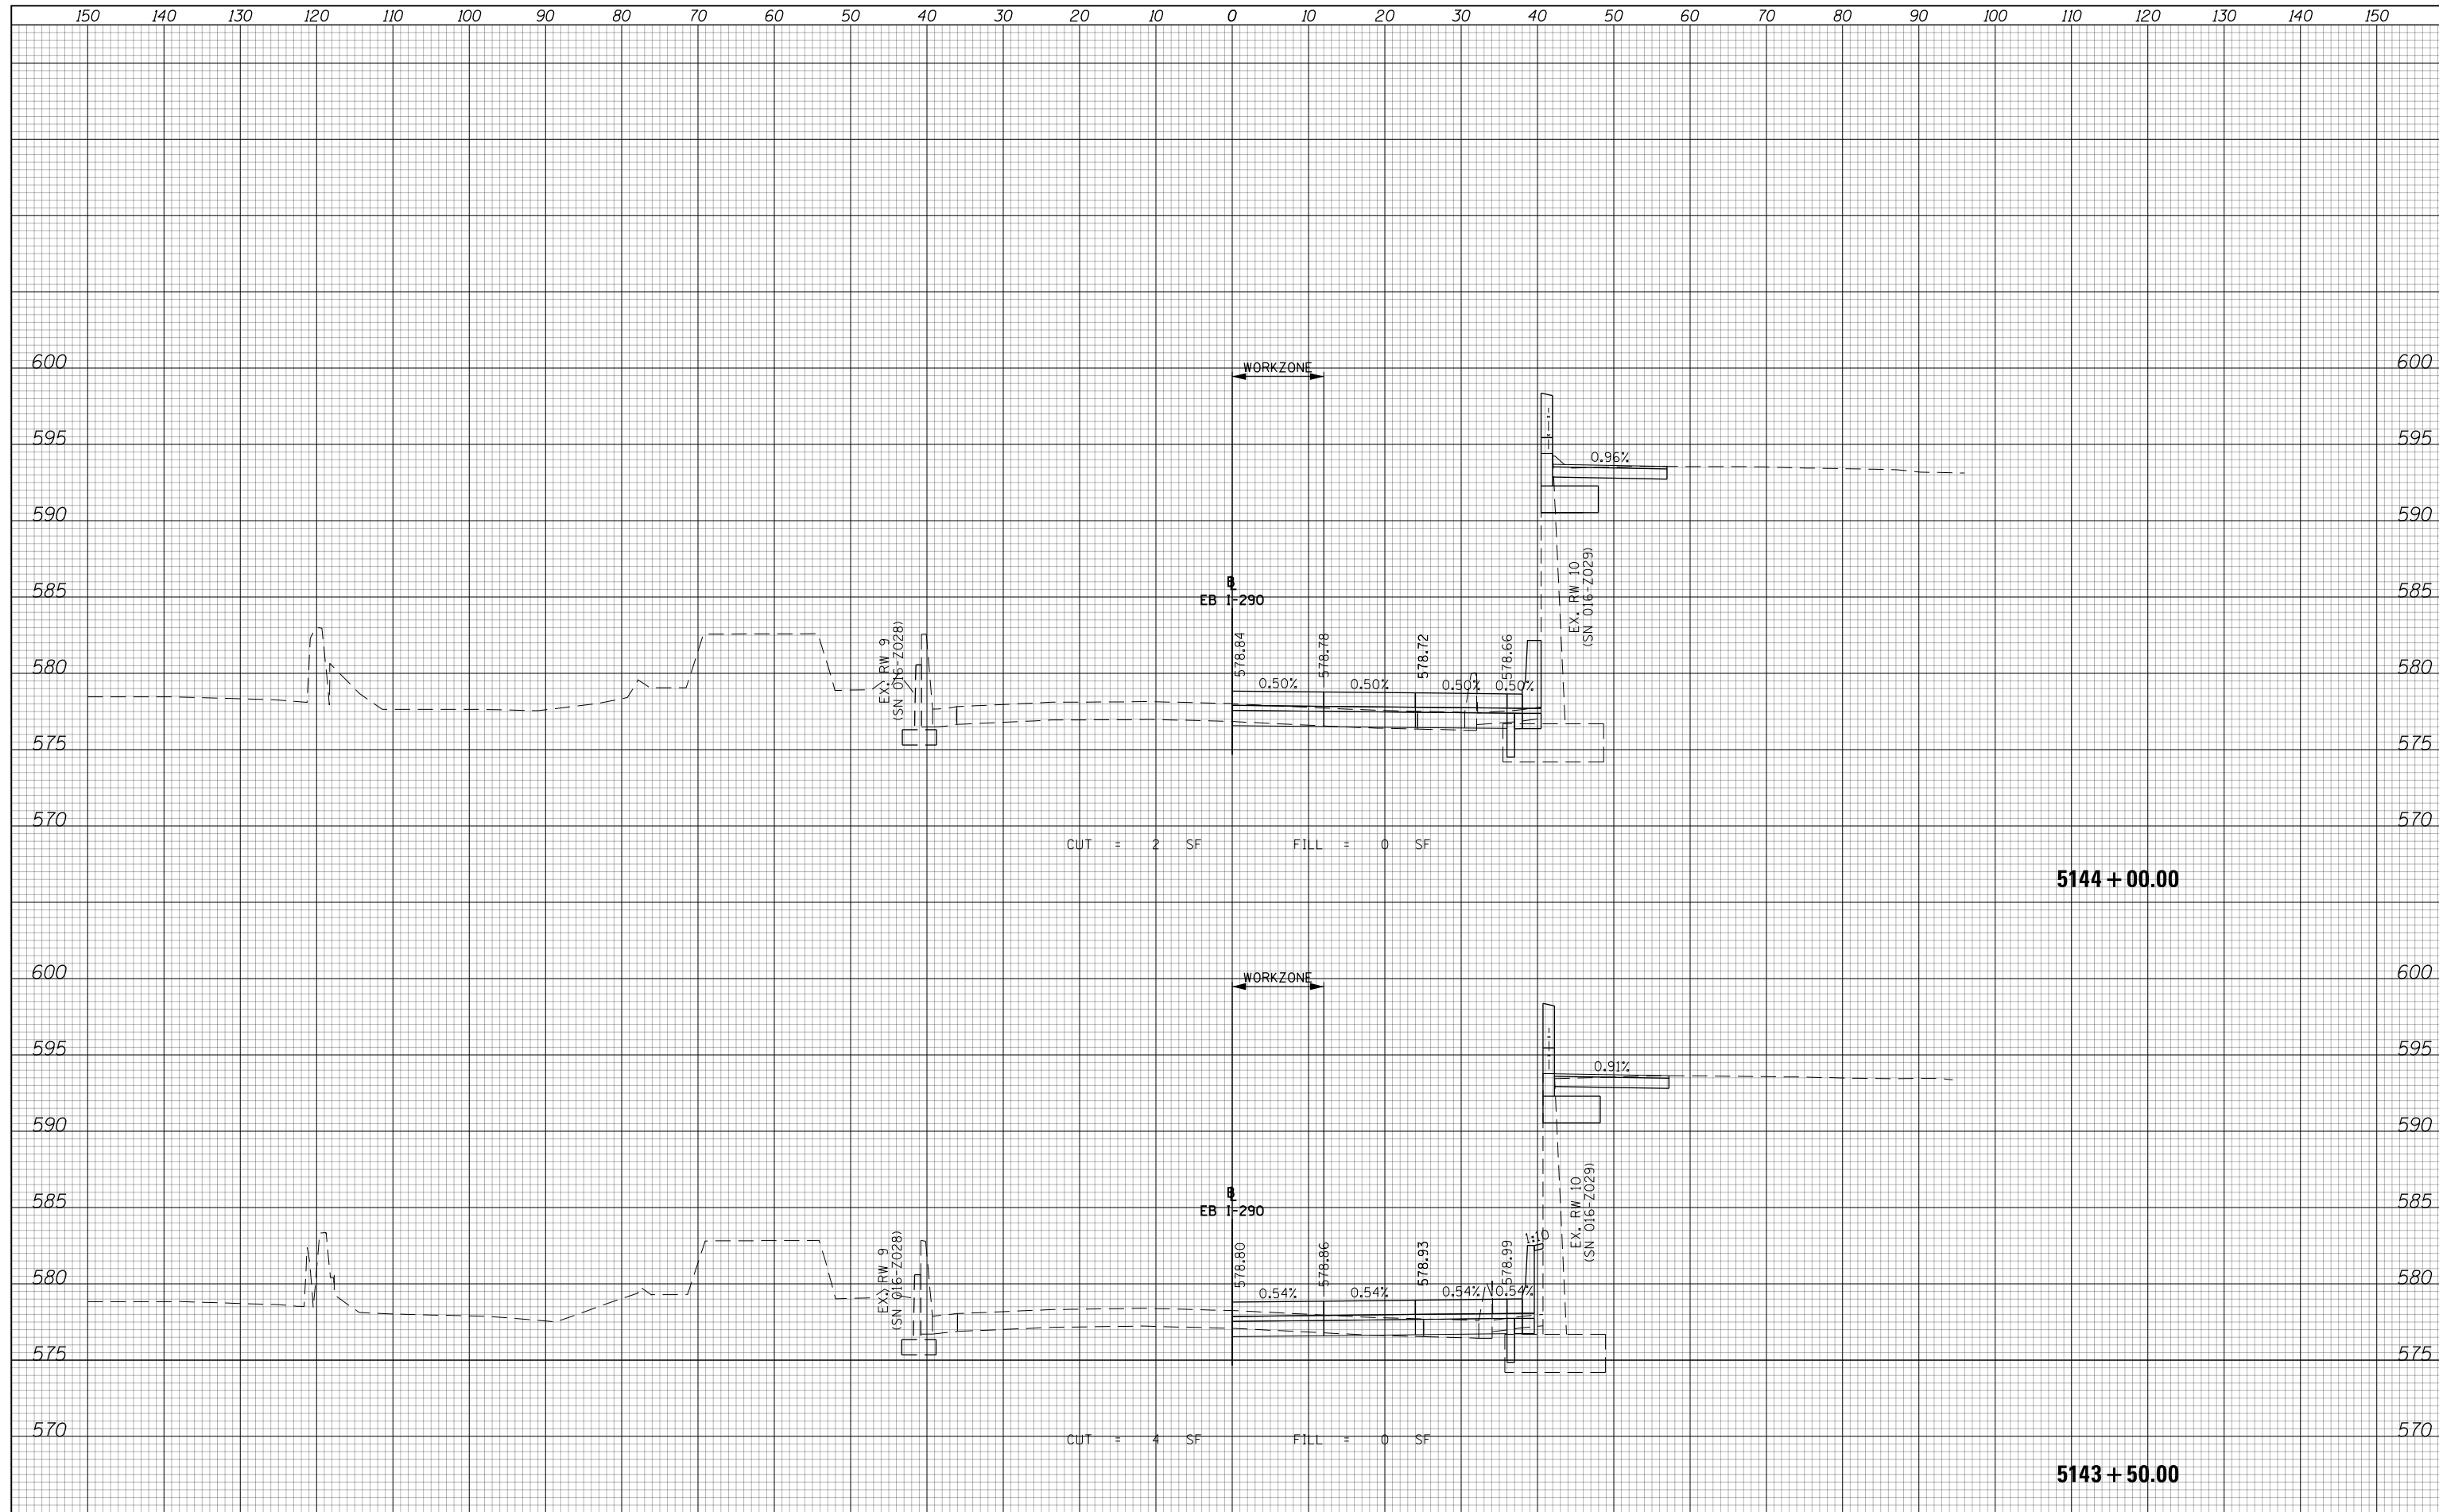 150 140 130 120 110 100 90 80 70 60 50 40 30 20 10 0 10 20 30 40 50 60 70 80 90 100 110 120 130 140 150
600 600
WORKZONE
595 595
0.96%
590 590
EX. RW 10
(SN 016-Z029)
585 585
BL
EB I-290
EX. RW 9
(SN 016-Z028)
578.84 578.78 578.72 578.66
580 580
0.50% 0.50% 0.50% 0.50%
575 575
570 570
CUT = 2 SF FILL = 0 SF
5144+00.00
600 600
WORKZONE
595 595
0.91%
590 590
EX. RW 10
(SN 016-Z029)
585 585
BL
EB I-290
1:10
EX. RW 9
(SN 016-Z028)
578.80 578.86 578.93 578.99
580 580
0.54% 0.54% 0.54% 0.54%
575 575
570 570
CUT = 4 SF FILL = 0 SF
5143+50.00